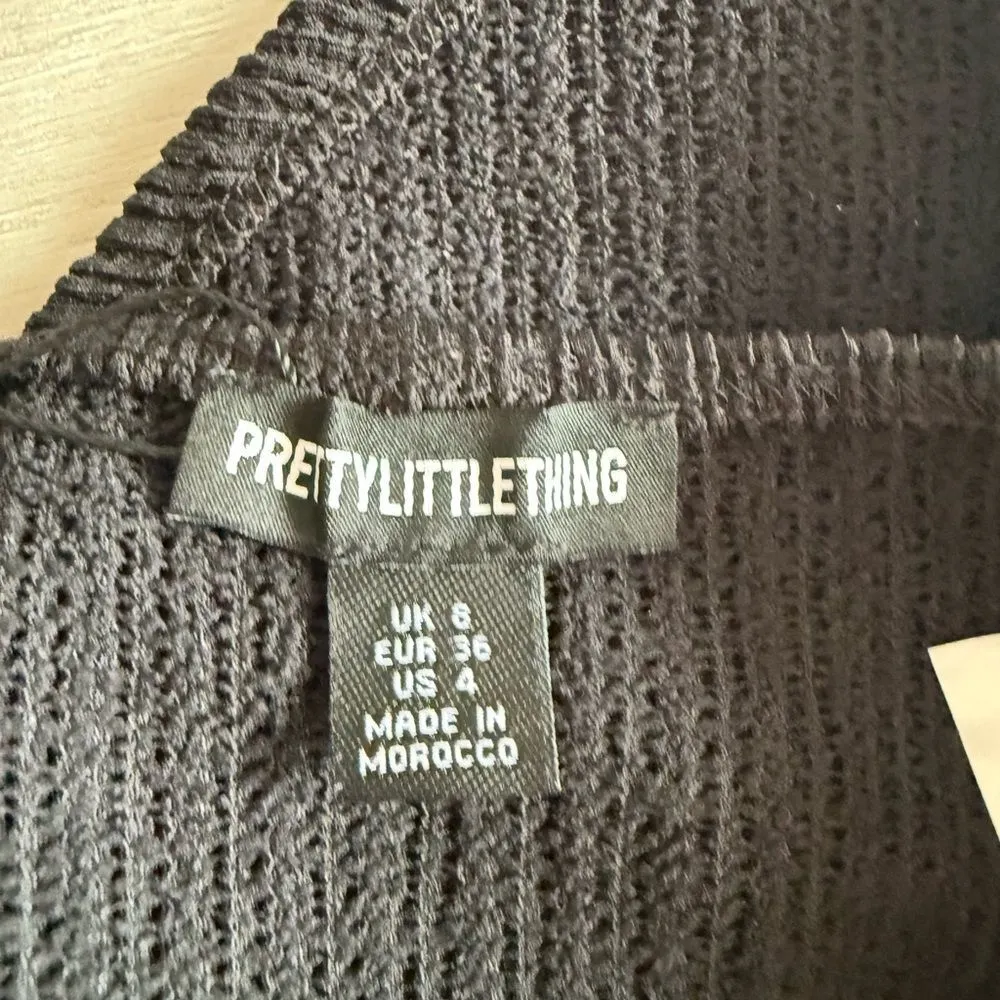 PRETTYLITTLETHING
UK 8
EUR 36
US 4
MADE IN
MOROCCO